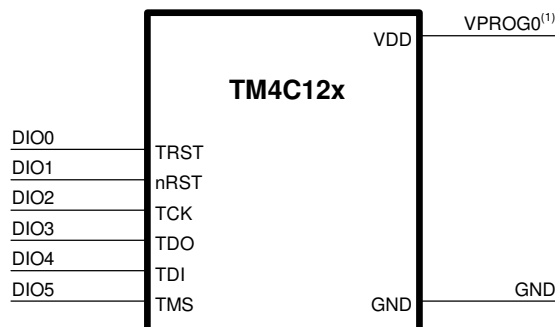 VPROG0(1)
VDD
TM4C12x
DIO0
TRST
DIO1
nRST
DIO2
TCK
DIO3
TDO
DIO4
TDI
DIO5
TMS
GND
GND